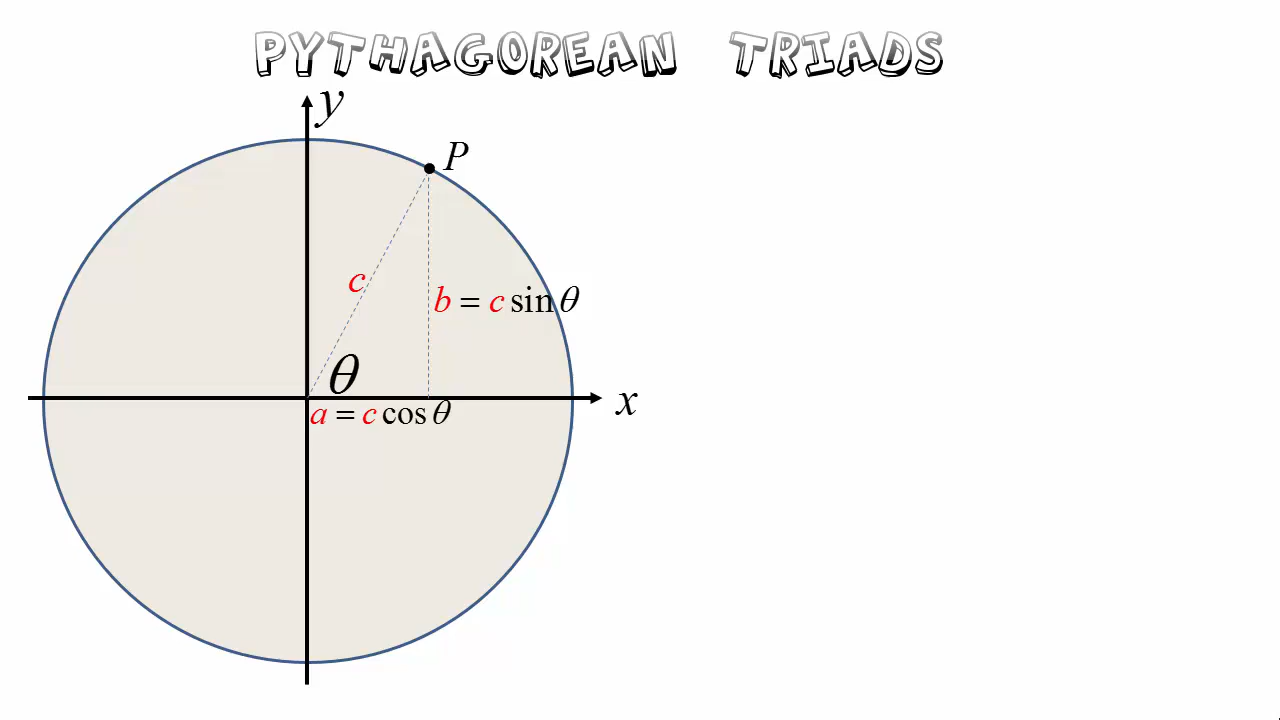 PYTHAGOREAN TRIADS
y
P
c
b = c sin θ
θ
a = c cos θ
x